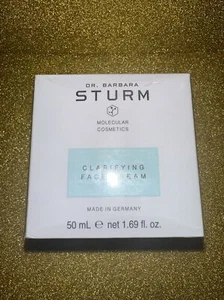 DR. BARBARA
STURM
MOLECULAR
COSMETICS
CLARIFYING
FACE CREAM
MADE IN GERMANY
50 mL ℮ net 1.69 fl. oz.